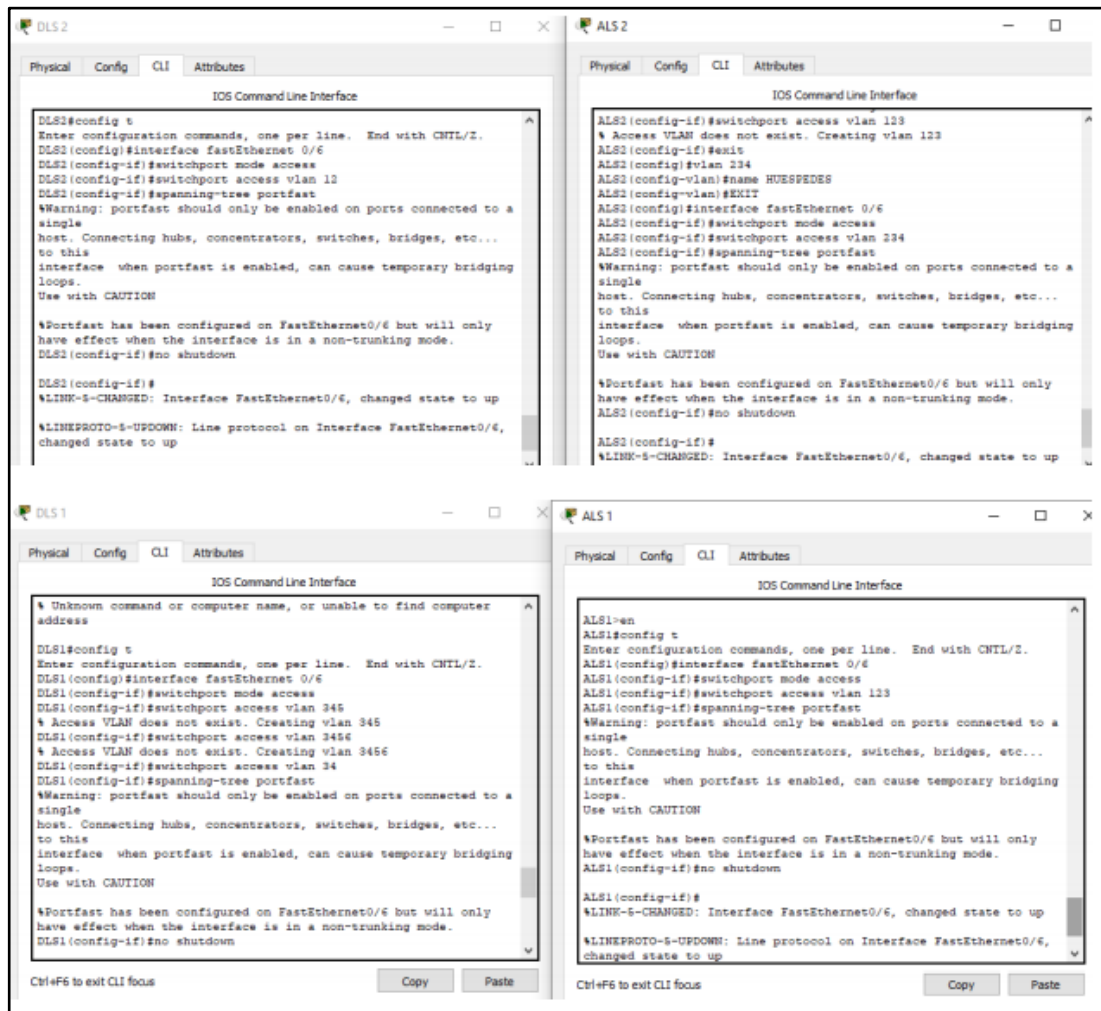 DLS 2
Physical Config CLI Attributes
IOS Command Line Interface
DLS2#config t
Enter configuration commands, one per line. End with CNTL/Z.
DLS2(config)#interface fastEthernet 0/6
DLS2(config-if)#switchport mode access
DLS2(config-if)#switchport access vlan 12
DLS2(config-if)#spanning-tree portfast
%Warning: portfast should only be enabled on ports connected to a
single
host. Connecting hubs, concentrators, switches, bridges, etc...
to this
interface when portfast is enabled, can cause temporary bridging
loops.
Use with CAUTION
%Portfast has been configured on FastEthernet0/6 but will only
have effect when the interface is in a non-trunking mode.
DLS2(config-if)#no shutdown
DLS2(config-if)#
%LINK-5-CHANGED: Interface FastEthernet0/6, changed state to up
%LINEPROTO-5-UPDOWN: Line protocol on Interface FastEthernet0/6,
changed state to up
ALS 2
Physical Config CLI Attributes
IOS Command Line Interface
ALS2(config-if)#switchport access vlan 123
% Access VLAN does not exist. Creating vlan 123
ALS2(config-if)#exit
ALS2(config)#vlan 234
ALS2(config-vlan)#name HUESPEDES
ALS2(config-vlan)#EXIT
ALS2(config)#interface fastEthernet 0/6
ALS2(config-if)#switchport mode access
ALS2(config-if)#switchport access vlan 234
ALS2(config-if)#spanning-tree portfast
%Warning: portfast should only be enabled on ports connected to a
single
host. Connecting hubs, concentrators, switches, bridges, etc...
to this
interface when portfast is enabled, can cause temporary bridging
loops.
Use with CAUTION
%Portfast has been configured on FastEthernet0/6 but will only
have effect when the interface is in a non-trunking mode.
ALS2(config-if)#no shutdown
ALS2(config-if)#
%LINK-5-CHANGED: Interface FastEthernet0/6, changed state to up
DLS 1
Physical Config CLI Attributes
IOS Command Line Interface
% Unknown command or computer name, or unable to find computer
address
DLS1#config t
Enter configuration commands, one per line. End with CNTL/Z.
DLS1(config)#interface fastEthernet 0/6
DLS1(config-if)#switchport mode access
DLS1(config-if)#switchport access vlan 345
% Access VLAN does not exist. Creating vlan 345
DLS1(config-if)#switchport access vlan 3456
% Access VLAN does not exist. Creating vlan 3456
DLS1(config-if)#switchport access vlan 34
DLS1(config-if)#spanning-tree portfast
%Warning: portfast should only be enabled on ports connected to a
single
host. Connecting hubs, concentrators, switches, bridges, etc...
to this
interface when portfast is enabled, can cause temporary bridging
loops.
Use with CAUTION
%Portfast has been configured on FastEthernet0/6 but will only
have effect when the interface is in a non-trunking mode.
DLS1(config-if)#no shutdown
Ctrl+F6 to exit CLI focus
Copy Paste
ALS 1
Physical Config CLI Attributes
IOS Command Line Interface
ALS1>en
ALS1#config t
Enter configuration commands, one per line. End with CNTL/Z.
ALS1(config)#interface fastEthernet 0/6
ALS1(config-if)#switchport mode access
ALS1(config-if)#switchport access vlan 123
ALS1(config-if)#spanning-tree portfast
%Warning: portfast should only be enabled on ports connected to a
single
host. Connecting hubs, concentrators, switches, bridges, etc...
to this
interface when portfast is enabled, can cause temporary bridging
loops.
Use with CAUTION
%Portfast has been configured on FastEthernet0/6 but will only
have effect when the interface is in a non-trunking mode.
ALS1(config-if)#no shutdown
ALS1(config-if)#
%LINK-5-CHANGED: Interface FastEthernet0/6, changed state to up
%LINEPROTO-5-UPDOWN: Line protocol on Interface FastEthernet0/6,
changed state to up
Ctrl+F6 to exit CLI focus
Copy Paste